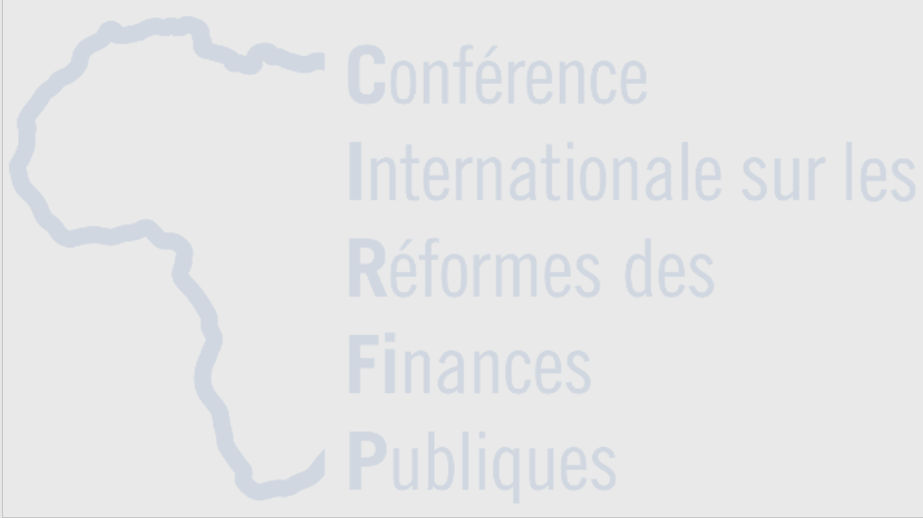 Conférence
Internationale sur les
Réformes des
Finances
Publiques